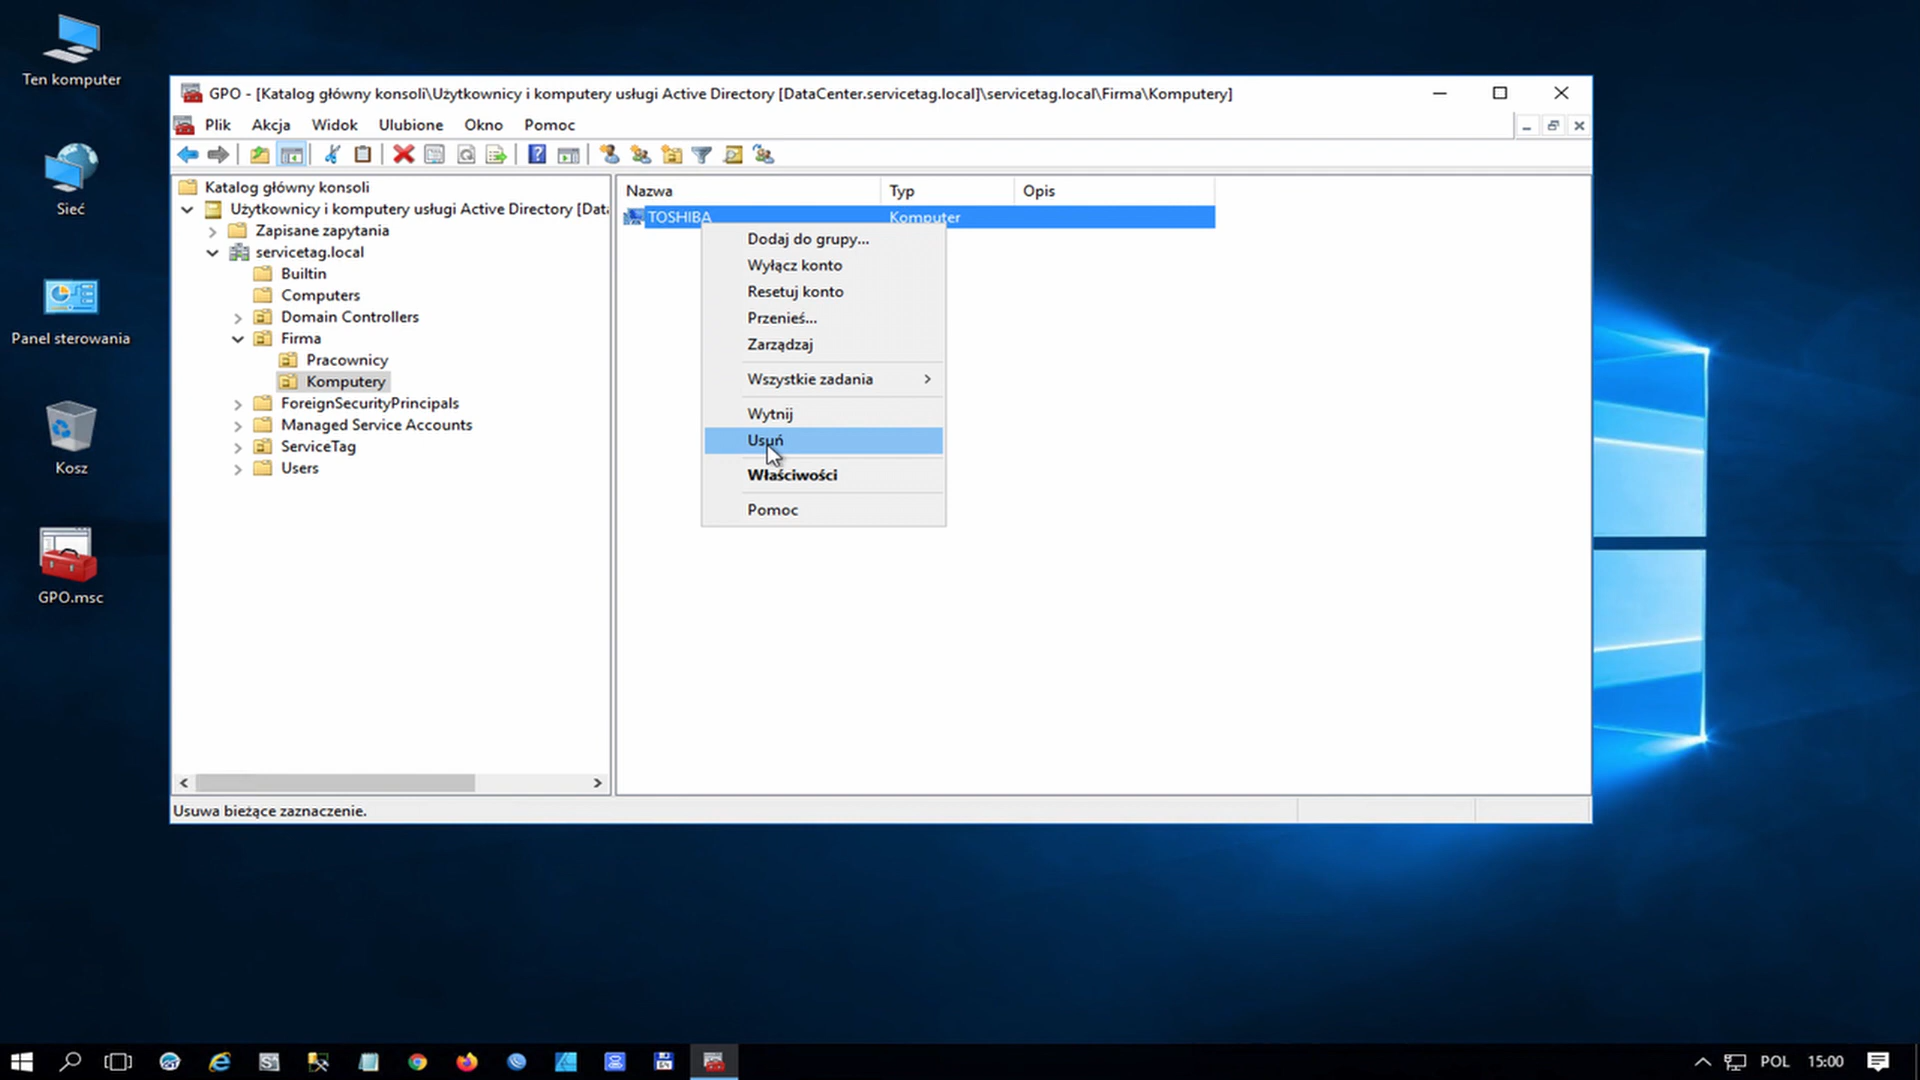 Ten komputer
Sieć
Panel sterowania
Kosz
GPO.msc
GPO - [Katalog główny konsoli\Użytkownicy i komputery usługi Active Directory [DataCenter.servicetag.local]\servicetag.local\Firma\Komputery]
Plik Akcja Widok Ulubione Okno Pomoc
Katalog główny konsoli
Użytkownicy i komputery usługi Active Directory [Data
Zapisane zapytania
servicetag.local
Builtin
Computers
Domain Controllers
Firma
Pracownicy
Komputery
ForeignSecurityPrincipals
Managed Service Accounts
ServiceTag
Users
Nazwa Typ Opis
TOSHIBA Komputer
Dodaj do grupy...
Wyłącz konto
Resetuj konto
Przenieś...
Zarządzaj
Wszystkie zadania
Wytnij
Usuń
Właściwości
Pomoc
Usuwa bieżące zaznaczenie.
POL 15:00